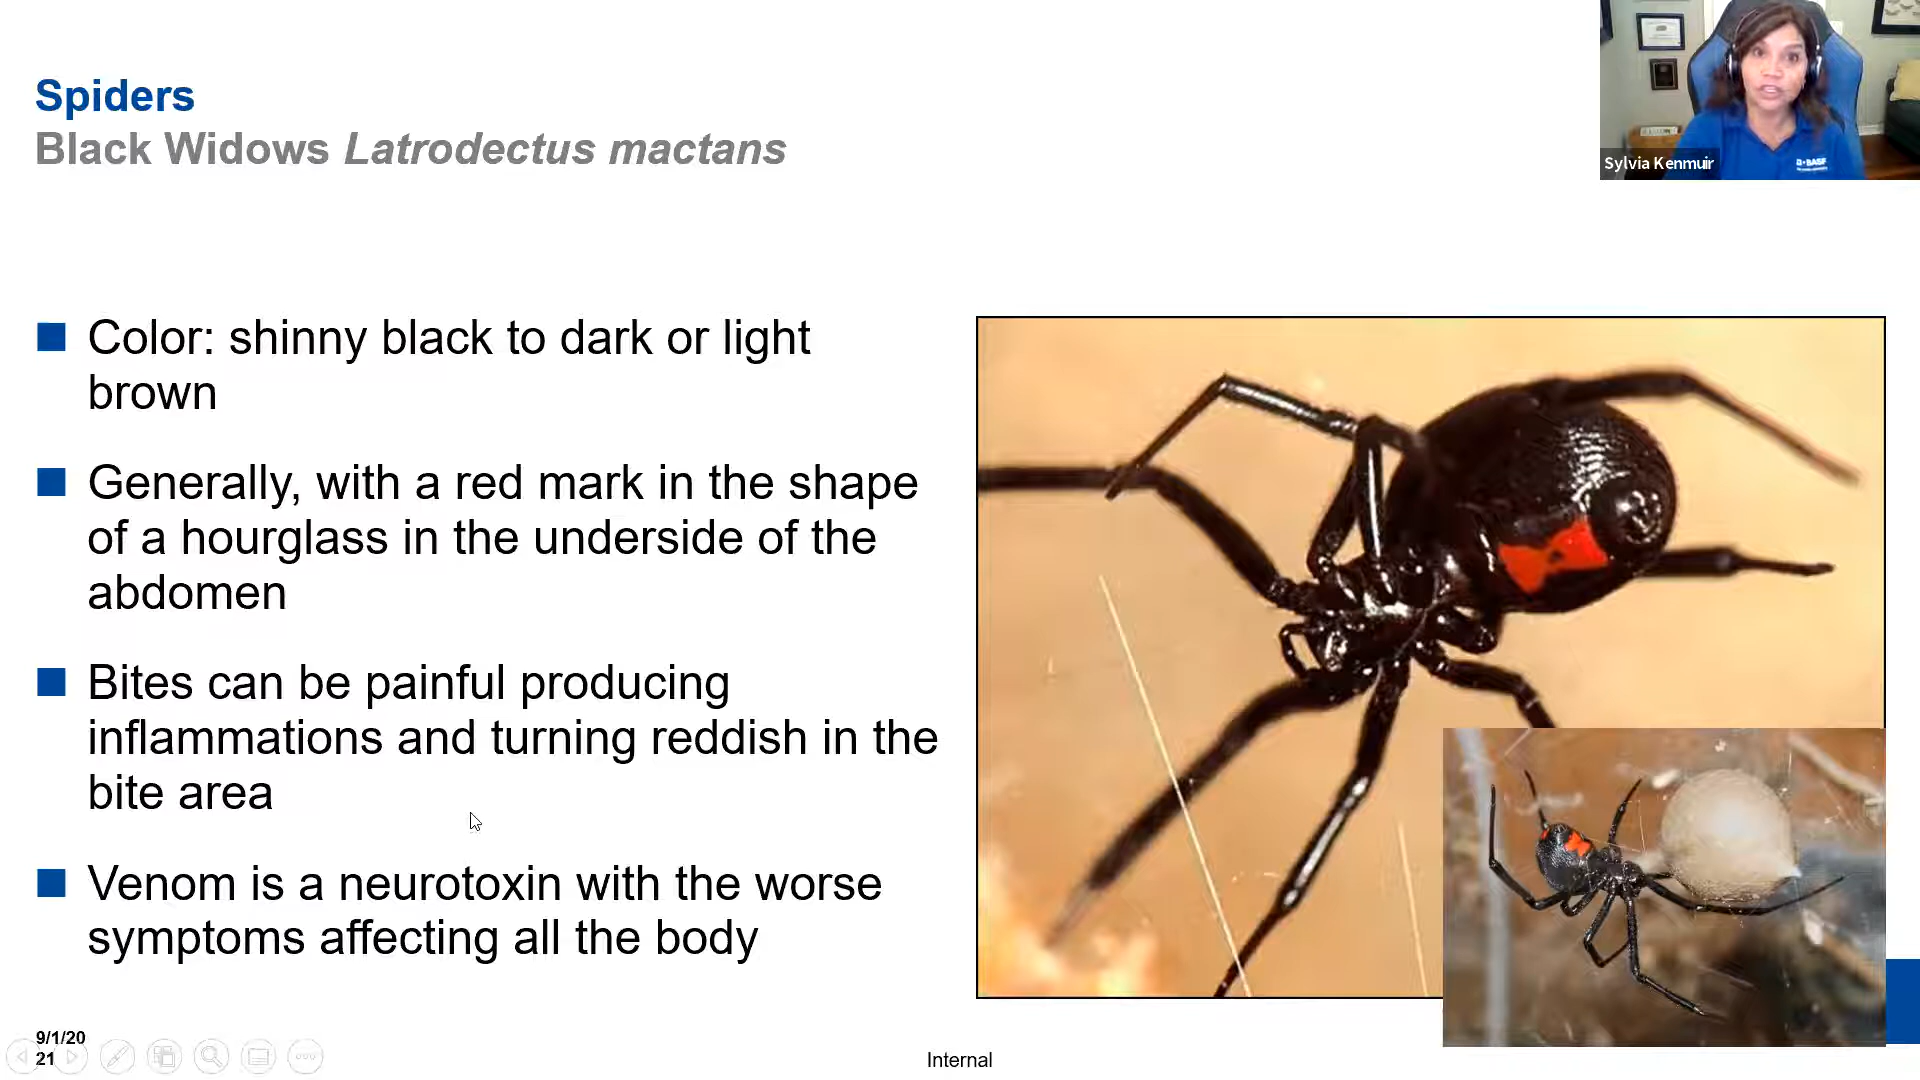 Spiders
Black Widows Latrodectus mactans
Sylvia Kenmuir
BASF
Color: shinny black to dark or light
brown
Generally, with a red mark in the shape
of a hourglass in the underside of the
abdomen
Bites can be painful producing
inflammations and turning reddish in the
bite area
Venom is a neurotoxin with the worse
symptoms affecting all the body
9/1/20
21
Internal